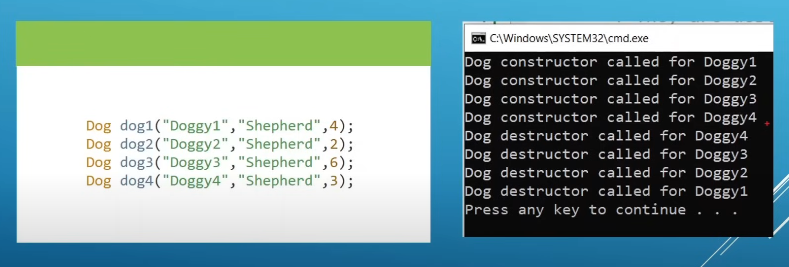 Dog dog1("Doggy1","Shepherd",4);
Dog dog2("Doggy2","Shepherd",2);
Dog dog3("Doggy3","Shepherd",6);
Dog dog4("Doggy4","Shepherd",3);
C:\Windows\SYSTEM32\cmd.exe
Dog constructor called for Doggy1
Dog constructor called for Doggy2
Dog constructor called for Doggy3
Dog constructor called for Doggy4
Dog destructor called for Doggy4
Dog destructor called for Doggy3
Dog destructor called for Doggy2
Dog destructor called for Doggy1
Press any key to continue . . .